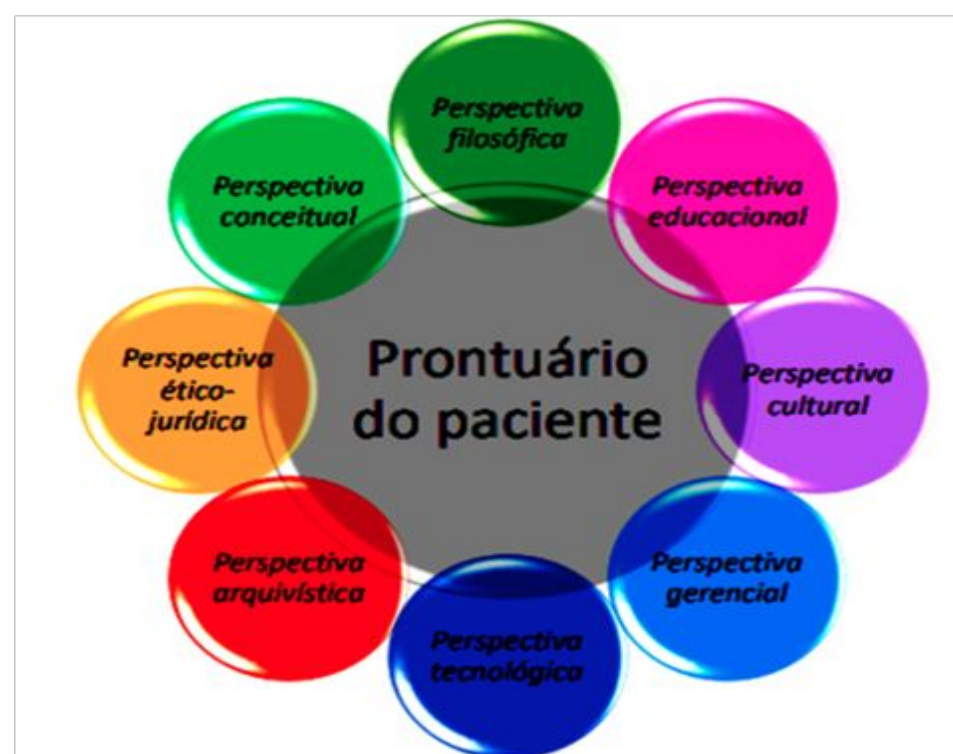 Perspectiva
filosófica
Perspectiva
educacional
Perspectiva
cultural
Perspectiva
gerencial
Perspectiva
tecnológica
Perspectiva
arquivística
Perspectiva
ético-
jurídica
Perspectiva
conceitual
Prontuário
do paciente